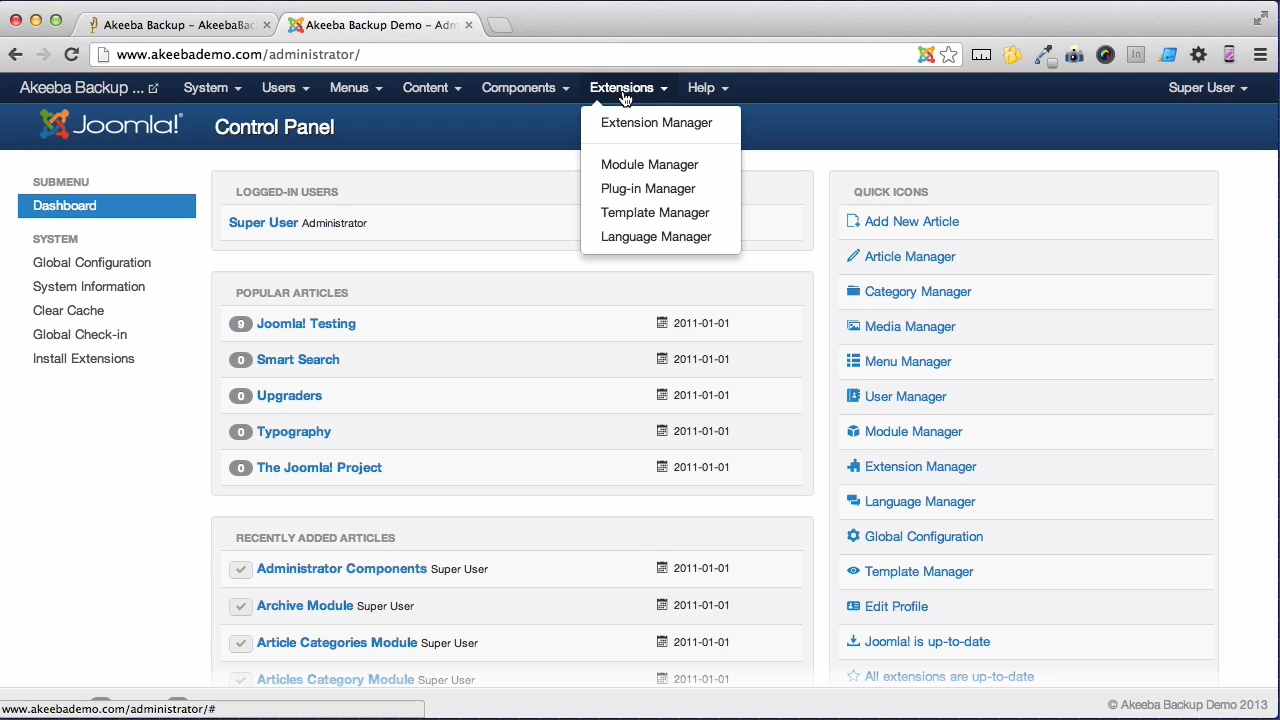 Akeeba Backup – AkeebaBac
Akeeba Backup Demo – Adm
www.akeebademo.com/administrator/
Akeeba Backup ... System Users Menus Content Components Extensions Help Super User
Joomla!® Control Panel
Extension Manager
Module Manager
Plug-in Manager
Template Manager
Language Manager
SUBMENU
Dashboard
SYSTEM
Global Configuration
System Information
Clear Cache
Global Check-in
Install Extensions
LOGGED-IN USERS
Super User Administrator
POPULAR ARTICLES
9 Joomla! Testing 2011-01-01
0 Smart Search 2011-01-01
0 Upgraders 2011-01-01
0 Typography 2011-01-01
0 The Joomla! Project 2011-01-01
RECENTLY ADDED ARTICLES
Administrator Components Super User 2011-01-01
Archive Module Super User 2011-01-01
Article Categories Module Super User 2011-01-01
Articles Category Module Super User 2011-01-01
QUICK ICONS
Add New Article
Article Manager
Category Manager
Media Manager
Menu Manager
User Manager
Module Manager
Extension Manager
Language Manager
Global Configuration
Template Manager
Edit Profile
Joomla! is up-to-date
All extensions are up-to-date
www.akeebademo.com/administrator/#
© Akeeba Backup Demo 2013